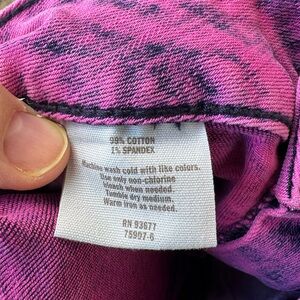 99% COTTON
1% SPANDEX
Machine wash cold with like colors.
Use only non-chlorine
bleach when needed.
Tumble dry medium.
Warm iron as needed.
RN 93677
75907-6